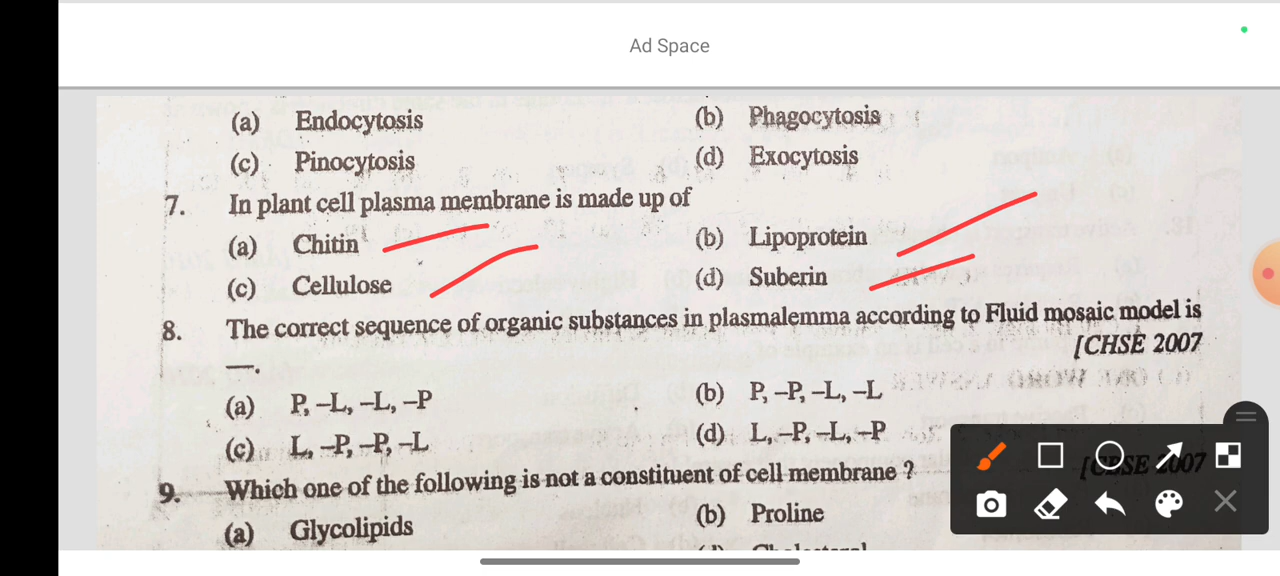 Ad Space
(a) Endocytosis (b) Phagocytosis
(c) Pinocytosis (d) Exocytosis
7. In plant cell plasma membrane is made up of
(a) Chitin (b) Lipoprotein
(c) Cellulose (d) Suberin
8. The correct sequence of organic substances in plasmalemma according to Fluid mosaic model is
—. [CHSE 2007
(a) P, –L, –L, –P (b) P, –P, –L, –L
(c) L, –P, –P, –L (d) L, –P, –L, –P
9. Which one of the following is not a constituent of cell membrane ? 2007
(a) Glycolipids (b) Proline